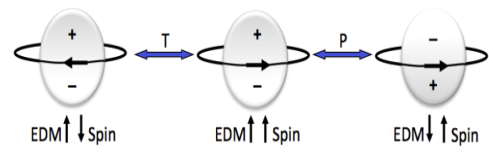 + T + P −
− − +
EDM↑ ↓Spin EDM↑ ↑Spin EDM↓ ↑Spin